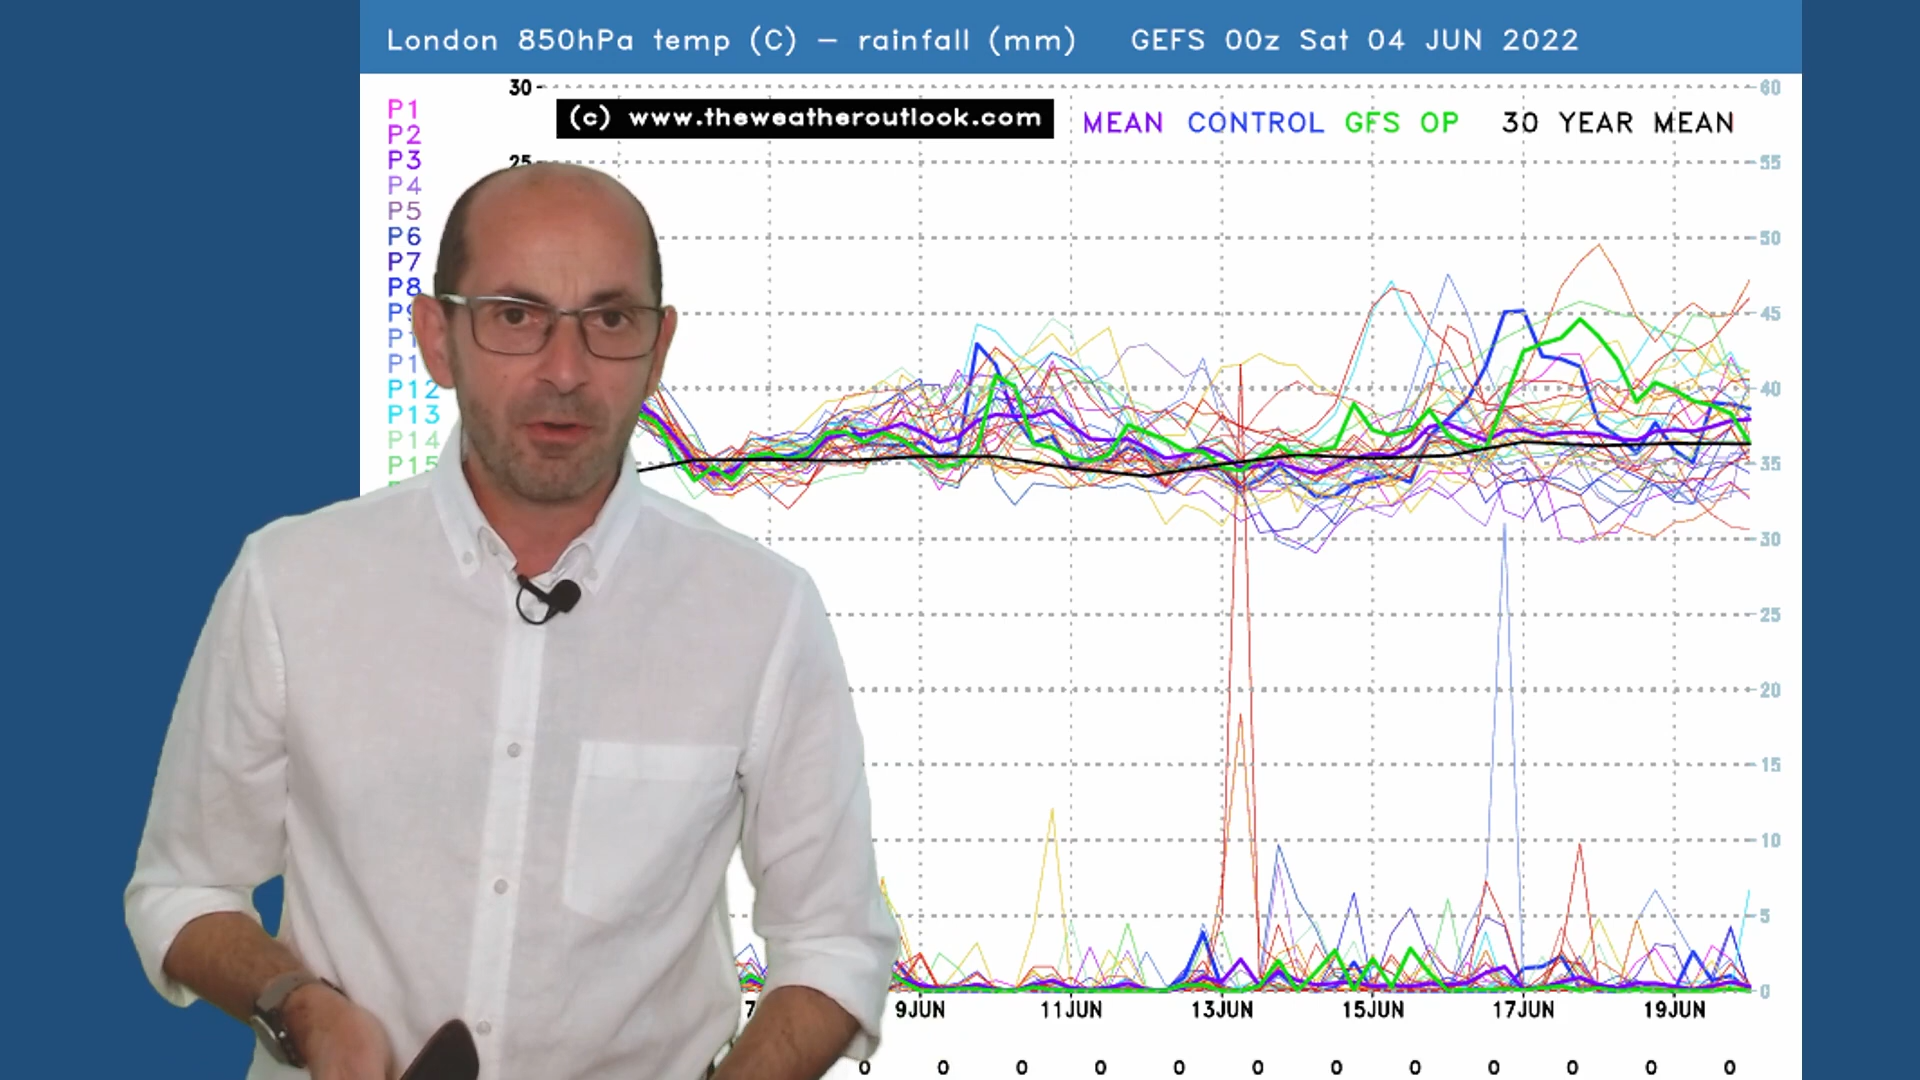 London 850hPa temp (C) – rainfall (mm) GEFS 00z Sat 04 JUN 2022
30 60
(c) www.theweatheroutlook.com MEAN CONTROL GFS OP 30 YEAR MEAN
P1
P2
P3 25 55
P4
P5
P6 50
P7
P8
45
P12 40
P13
P14
P15 35
30
25
20
15
10
5
0
9JUN 11JUN 13JUN 15JUN 17JUN 19JUN
0 0 0 0 0 0 0 0 0 0 0 0